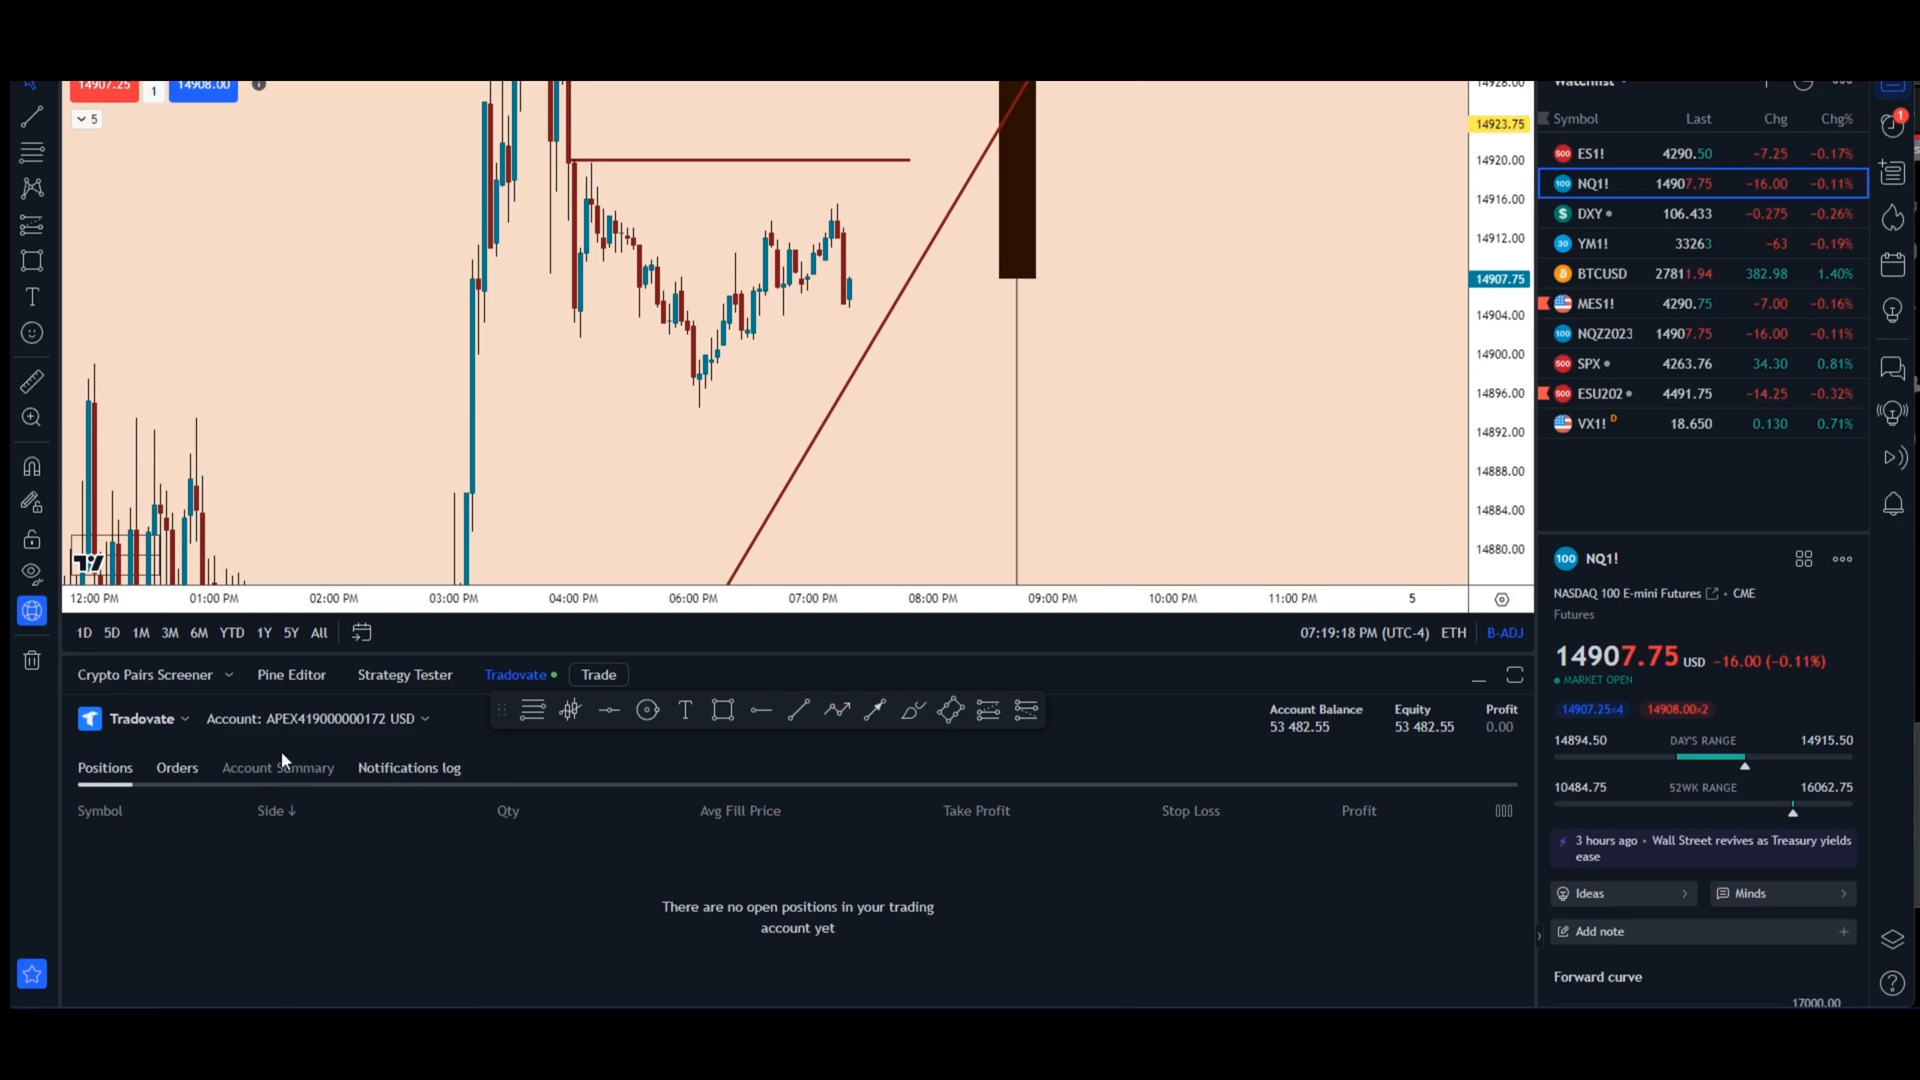 14907.25 1 14908.00
5
14928.00
14923.75
14920.00
14916.00
14912.00
14907.75
14904.00
14900.00
14896.00
14892.00
14888.00
14884.00
14880.00
12:00 PM 01:00 PM 02:00 PM 03:00 PM 04:00 PM 06:00 PM 07:00 PM 08:00 PM 09:00 PM 10:00 PM 11:00 PM 5
1D 5D 1M 3M 6M YTD 1Y 5Y All 07:19:18 PM (UTC-4) ETH B-ADJ
Crypto Pairs Screener Pine Editor Strategy Tester Tradovate Trade
Tradovate Account: APEX419000000172 USD
Account Balance Equity Profit
53 482.55 53 482.55 0.00
Positions Orders Account Summary Notifications log
Symbol Side ↓ Qty Avg Fill Price Take Profit Stop Loss Profit
There are no open positions in your trading
account yet
Watchlist
Symbol Last Chg Chg%
500 ES1! 4290.50 −7.25 −0.17%
100 NQ1! 14907.75 −16.00 −0.11%
$ DXY 106.433 −0.275 −0.26%
30 YM1! 33263 −63 −0.19%
BTCUSD 27811.94 382.98 1.40%
MES1! 4290.75 −7.00 −0.16%
100 NQZ2023 14907.75 −16.00 −0.11%
500 SPX 4263.76 34.30 0.81%
500 ESU202 4491.75 −14.25 −0.32%
VX1! D 18.650 0.130 0.71%
1
100 NQ1!
NASDAQ 100 E-mini Futures • CME
Futures
14907.75 USD −16.00 (−0.11%)
MARKET OPEN
14907.25×4 14908.00×2
14894.50 DAY'S RANGE 14915.50
10484.75 52WK RANGE 16062.75
3 hours ago • Wall Street revives as Treasury yields
ease
Ideas Minds
Add note
Forward curve
17000.00